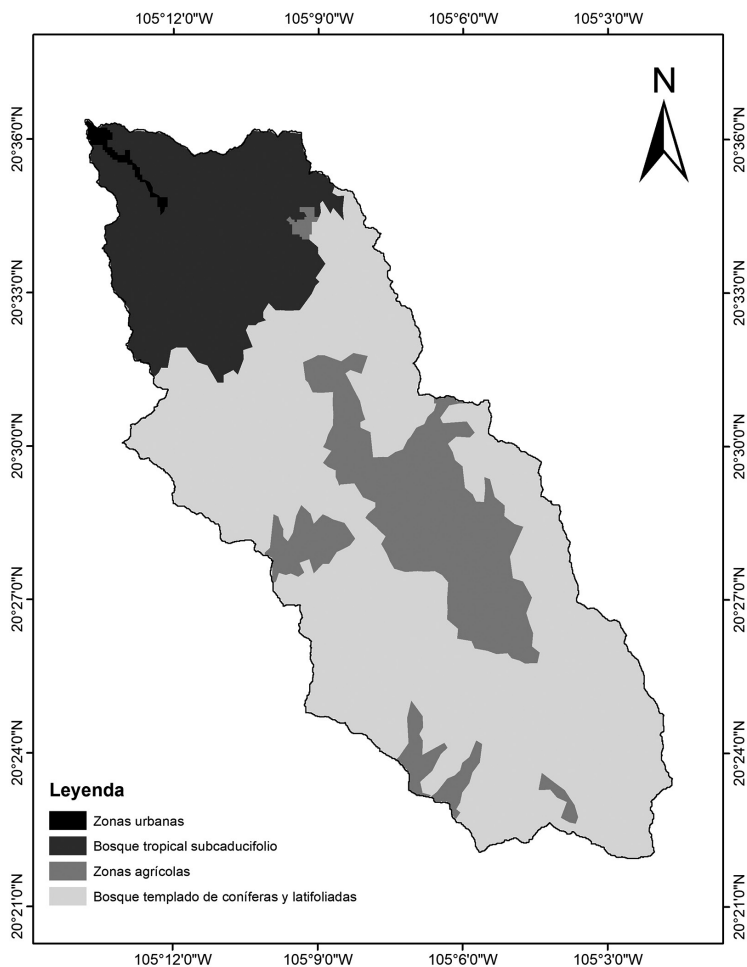 105°12'0"W 105°9'0"W 105°6'0"W 105°3'0"W
N
20°36'0"N 20°36'0"N
20°33'0"N 20°33'0"N
20°30'0"N 20°30'0"N
20°27'0"N 20°27'0"N
20°24'0"N 20°24'0"N
Leyenda
Zonas urbanas
Bosque tropical subcaducifolio
Zonas agrícolas
Bosque templado de coníferas y latifoliadas
20°21'0"N 20°21'0"N
105°12'0"W 105°9'0"W 105°6'0"W 105°3'0"W